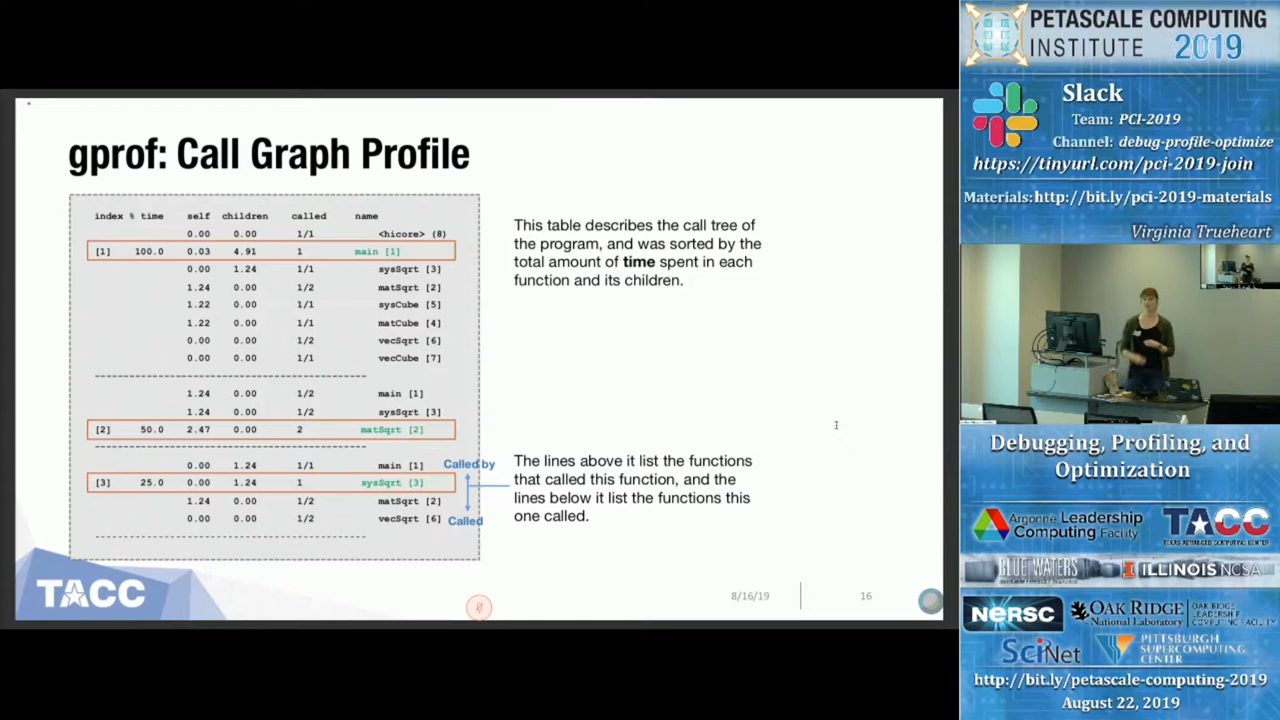 gprof: Call Graph Profile
index % time self children called name
0.00 0.00 1/1 <hicore> (8)
[1] 100.0 0.03 4.91 1 main [1]
0.00 1.24 1/1 sysSqrt [3]
1.24 0.00 1/2 matSqrt [2]
1.22 0.00 1/1 sysCube [5]
1.22 0.00 1/1 matCube [4]
0.00 0.00 1/2 vecSqrt [6]
0.00 0.00 1/1 vecCube [7]
1.24 0.00 1/2 main [1]
1.24 0.00 1/2 sysSqrt [3]
[2] 50.0 2.47 0.00 2 matSqrt [2]
0.00 1.24 1/1 main [1]
[3] 25.0 0.00 1.24 1 sysSqrt [3]
1.24 0.00 1/2 matSqrt [2]
0.00 0.00 1/2 vecSqrt [6]
Called by
Called
This table describes the call tree of
the program, and was sorted by the
total amount of time spent in each
function and its children.
The lines above it list the functions
that called this function, and the
lines below it list the functions this
one called.
TACC
8/16/19
16
PETASCALE COMPUTING
INSTITUTE 2019
Slack
Team: PCI-2019
Channel: debug-profile-optimize
https://tinyurl.com/pci-2019-join
Materials:http://bit.ly/pci-2019-materials
Virginia Trueheart
Debugging, Profiling, and
Optimization
Argonne Leadership
Computing Facility
TACC
TEXAS ADVANCED COMPUTING CENTER
BLUE WATERS
ILLINOIS NCSA
NERSC
OAK RIDGE
National Laboratory
OAK RIDGE
LEADERSHIP
COMPUTING FACILITY
SciNet
PITTSBURGH
SUPERCOMPUTING
CENTER
http://bit.ly/petascale-computing-2019
August 22, 2019